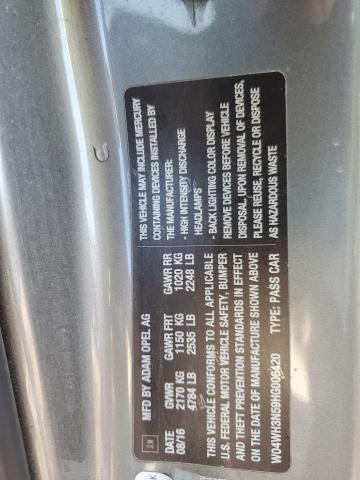 MFD BY ADAM OPEL AG
DATE GVWR GAWR FRT GAWR RR
08/16 2170 KG 1150 KG 1020 KG
4784 LB 2535 LB 2248 LB
THIS VEHICLE CONFORMS TO ALL APPLICABLE
U.S. FEDERAL MOTOR VEHICLE SAFETY, BUMPER
AND THEFT PREVENTION STANDARDS IN EFFECT
ON THE DATE OF MANUFACTURE SHOWN ABOVE
TYPE: PASS CAR
THIS VEHICLE MAY INCLUDE MERCURY
CONTAINING DEVICES INSTALLED BY
THE MANUFACTURER:
- HIGH INTENSITY DISCHARGE
HEADLAMPS
- BACK LIGHTING COLOR DISPLAY
REMOVE DEVICES BEFORE VEHICLE
DISPOSAL, UPON REMOVAL OF DEVICES,
PLEASE REUSE, RECYCLE OR DISPOSE
AS HAZARDOUS WASTE